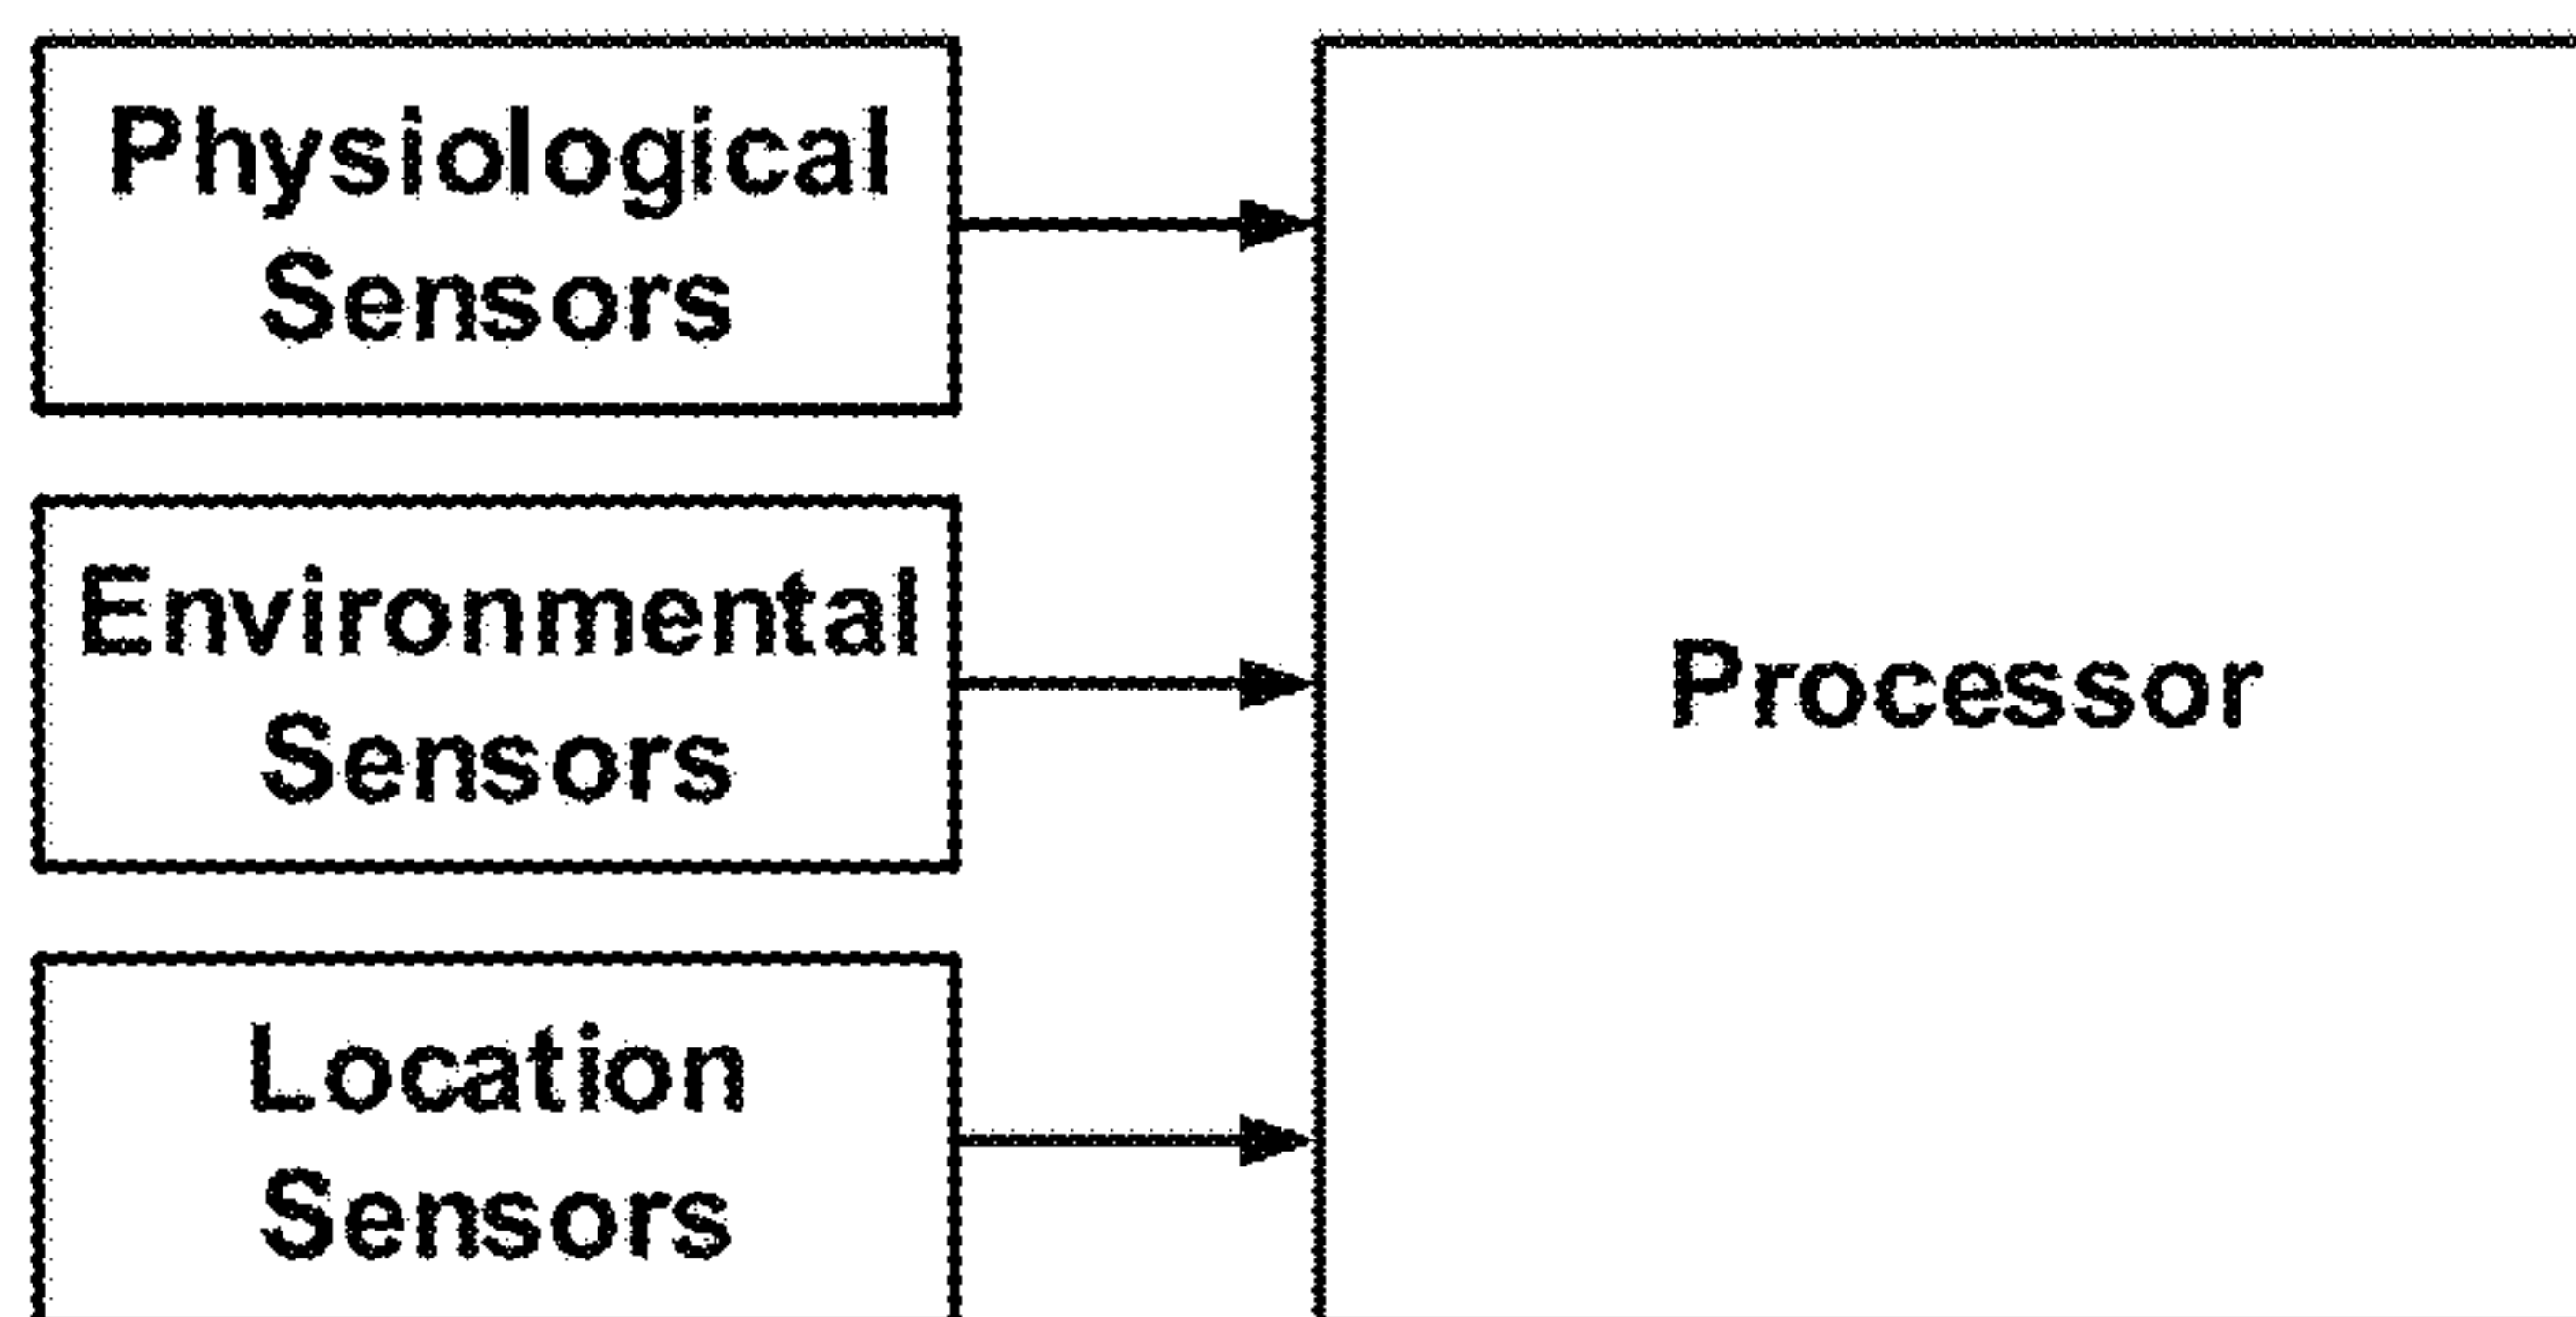 Physiological
Sensors
Environmental
Sensors
Processor
Location
Sensors